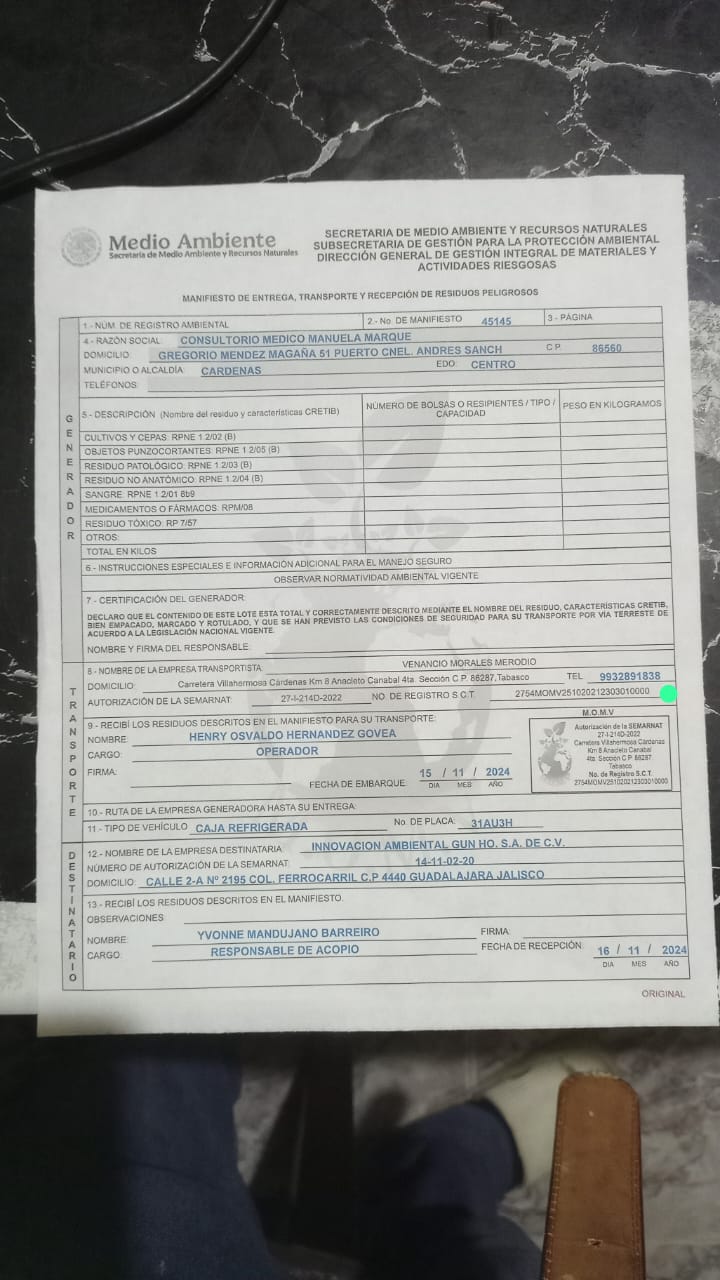 Medio Ambiente
Secretaria de Medio Ambiente y Recursos Naturales
SECRETARIA DE MEDIO AMBIENTE Y RECURSOS NATURALES
SUBSECRETARIA DE GESTIÓN PARA LA PROTECCIÓN AMBIENTAL
DIRECCIÓN GENERAL DE GESTIÓN INTEGRAL DE MATERIALES Y
ACTIVIDADES RIESGOSAS
MANIFIESTO DE ENTREGA, TRANSPORTE Y RECEPCIÓN DE RESIDUOS PELIGROSOS
GENERADOR
1.- NUM. DE REGISTRO AMBIENTAL 2.- No. DE MANIFIESTO 45145 3.- PÁGINA
4.- RAZÓN SOCIAL: CONSULTORIO MEDICO MANUELA MARQUE
DOMICILIO: GREGORIO MENDEZ MAGAÑA 51 PUERTO CNEL. ANDRES SANCH C.P. 86560
MUNICIPIO O ALCALDÍA: CARDENAS EDO: CENTRO
TELÉFONOS:
5.- DESCRIPCIÓN (Nombre del residuo y características CRETIB) NÚMERO DE BOLSAS O RESIPIENTES / TIPO / CAPACIDAD PESO EN KILOGRAMOS
CULTIVOS Y CEPAS: RPNE 1.2/02 (B)
OBJETOS PUNZOCORTANTES: RPNE 1.2/05 (B)
RESIDUO PATOLÓGICO: RPNE 1.2/03 (B)
RESIDUO NO ANATÓMICO: RPNE 1.2/04 (B)
SANGRE: RPNE 1.2/01 8b9
MEDICAMENTOS O FÁRMACOS: RPM/08
RESIDUO TÓXICO: RP 7/57
OTROS:
TOTAL EN KILOS
6.- INSTRUCCIONES ESPECIALES E INFORMACIÓN ADICIONAL PARA EL MANEJO SEGURO
OBSERVAR NORMATIVIDAD AMBIENTAL VIGENTE
7.- CERTIFICACIÓN DEL GENERADOR:
DECLARO QUE EL CONTENIDO DE ESTE LOTE ESTA TOTAL Y CORRECTAMENTE DESCRITO MEDIANTE EL NOMBRE DEL RESIDUO, CARACTERÍSTICAS CRETIB,
BIEN EMPACADO, MARCADO Y ROTULADO, Y QUE SE HAN PREVISTO LAS CONDICIONES DE SEGURIDAD PARA SU TRANSPORTE POR VÍA TERRESTE DE
ACUERDO A LA LEGISLACIÓN NACIONAL VIGENTE.
NOMBRE Y FIRMA DEL RESPONSABLE:
TRANSPORTE
8.- NOMBRE DE LA EMPRESA TRANSPORTISTA: VENANCIO MORALES MERODIO
DOMICILIO: Carretera Villahermosa Cárdenas Km 8 Anacleto Canabal 4ta. Sección C.P. 86287,Tabasco TEL 9932891838
AUTORIZACIÓN DE LA SEMARNAT: 27-I-214D-2022 NO. DE REGISTRO S.C.T. 2754MOMV251020212303010000
9.- RECIBÍ LOS RESIDUOS DESCRITOS EN EL MANIFIESTO PARA SU TRANSPORTE:
NOMBRE: HENRY OSVALDO HERNANDEZ GOVEA
CARGO: OPERADOR
FIRMA: FECHA DE EMBARQUE: 15 / 11 / 2024
DIA MES AÑO
M.O.M.V
Autorización de la SEMARNAT
27-I-214D-2022
Carretera Villahermosa Cárdenas
Km 8 Anacleto Canabal
4ta. Sección C.P. 86287
Tabasco
No. de Registro S.C.T.
2754MOMV251020212303010000
10.- RUTA DE LA EMPRESA GENERADORA HASTA SU ENTREGA:
11.- TIPO DE VEHÍCULO CAJA REFRIGERADA No. DE PLACA: 31AU3H
DESTINATARIO
12.- NOMBRE DE LA EMPRESA DESTINATARIA INNOVACION AMBIENTAL GUN HO. S.A. DE C.V.
NÚMERO DE AUTORIZACIÓN DE LA SEMARNAT: 14-11-02-20
DOMICILIO: CALLE 2-A Nº 2195 COL. FERROCARRIL C.P 4440 GUADALAJARA JALISCO
13.- RECIBÍ LOS RESIDUOS DESCRITOS EN EL MANIFIESTO.
OBSERVACIONES:
NOMBRE: YVONNE MANDUJANO BARREIRO FIRMA:
CARGO: RESPONSABLE DE ACOPIO FECHA DE RECEPCIÓN: 16 / 11 / 2024
DIA MES AÑO
ORIGINAL